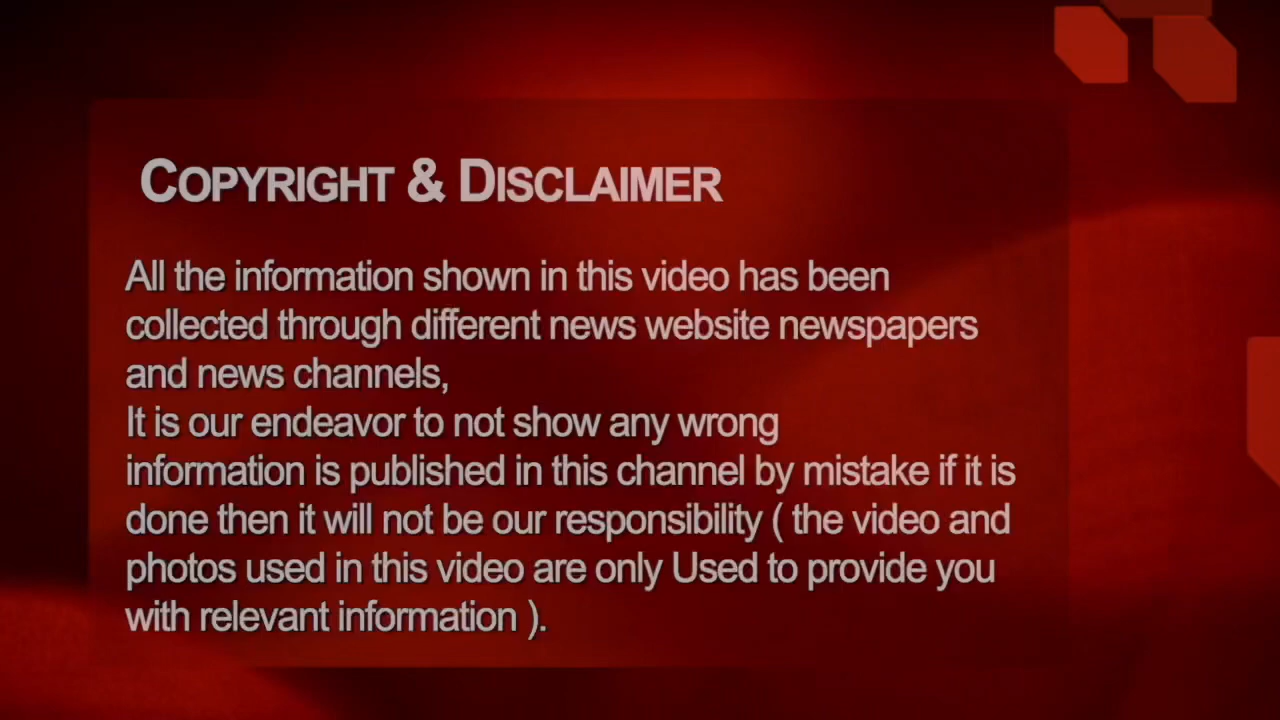 COPYRIGHT & DISCLAIMER
All the information shown in this video has been
collected through different news website newspapers
and news channels,
It is our endeavor to not show any wrong
information is published in this channel by mistake if it is
done then it will not be our responsibility ( the video and
photos used in this video are only Used to provide you
with relevant information ).